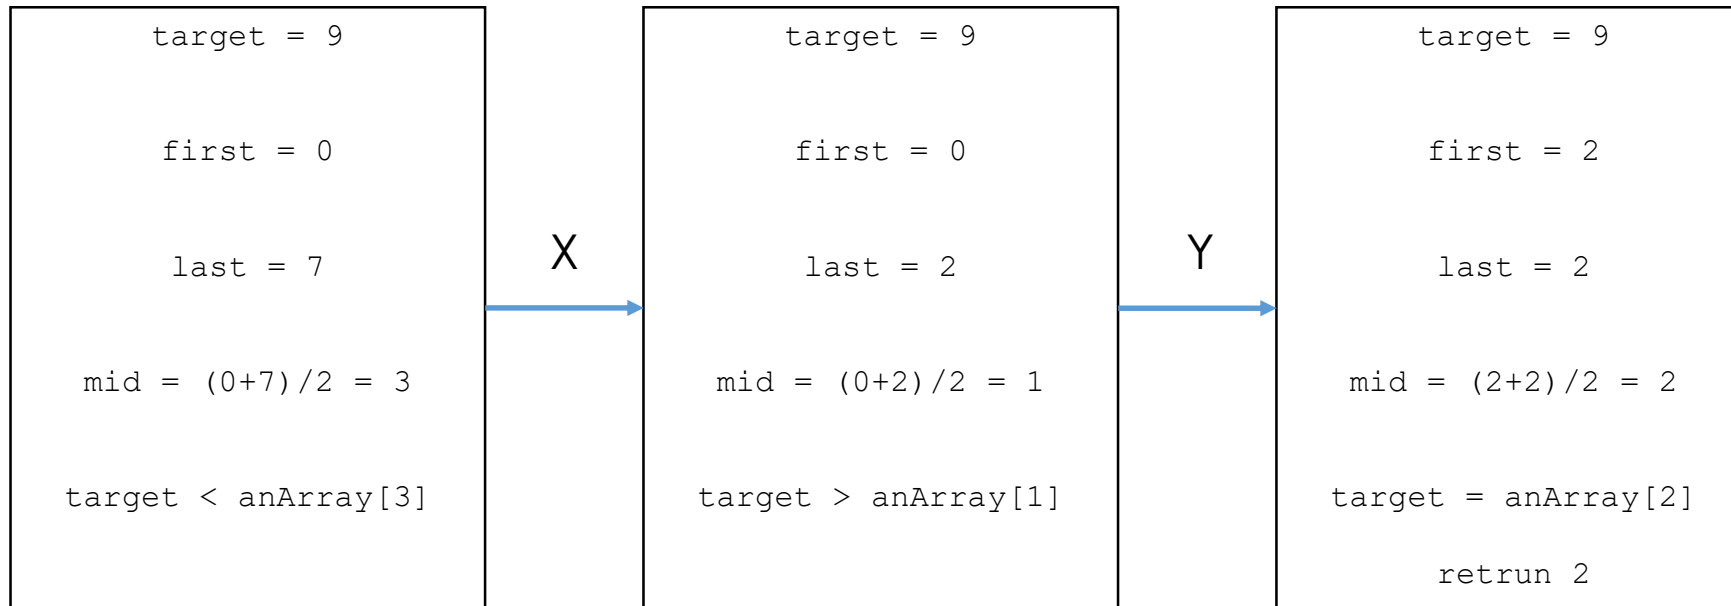 target = 9
first = 0
last = 7
mid = (0+7)/2 = 3
target < anArray[3]
X
target = 9
first = 0
last = 2
mid = (0+2)/2 = 1
target > anArray[1]
Y
target = 9
first = 2
last = 2
mid = (2+2)/2 = 2
target = anArray[2]
retrun 2